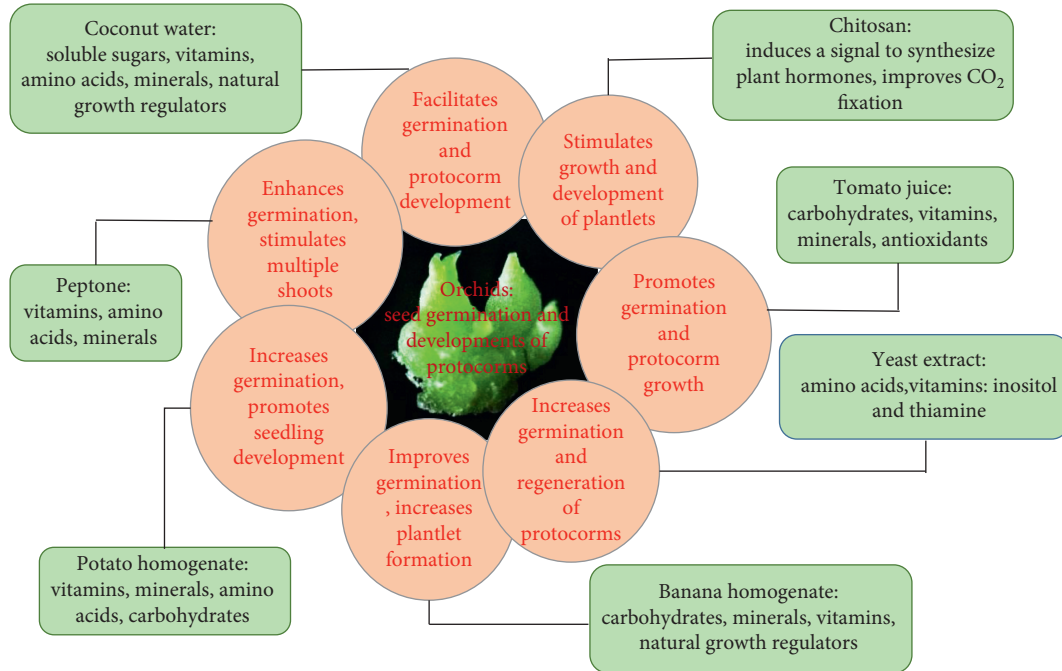 Coconut water:
soluble sugars, vitamins,
amino acids, minerals, natural
growth regulators
Chitosan:
induces a signal to synthesize
plant hormones, improves CO₂
fixation
Facilitates
germination
and
protocorm
development
Stimulates
growth and
development
of plantlets
Enhances
germination,
stimulates
multiple
shoots
Tomato juice:
carbohydrates, vitamins,
minerals, antioxidants
Peptone:
vitamins, amino
acids, minerals
Orchids:
seed germination and
developments of
protocorms
Promotes
germination
and
protocorm
growth
Increases
germination,
promotes
seedling
development
Yeast extract:
amino acids,vitamins: inositol
and thiamine
Increases
germination
and
regeneration
of
protocorms
Improves
germination
, increases
plantlet
formation
Potato homogenate:
vitamins, minerals, amino
acids, carbohydrates
Banana homogenate:
carbohydrates, minerals, vitamins,
natural growth regulators